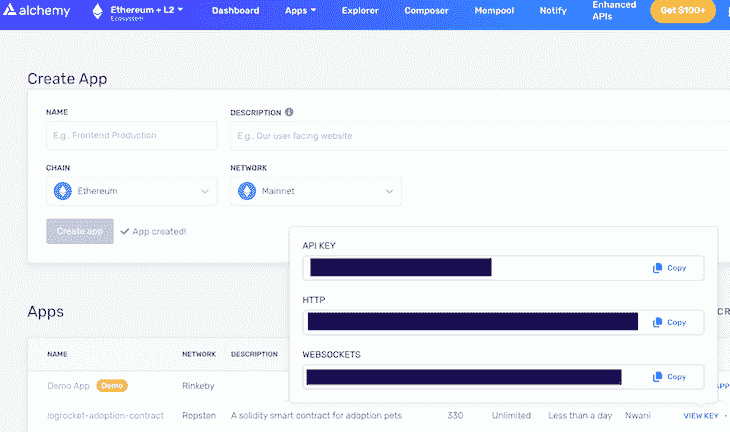 alchemy
Ethereum + L2
Ecosystem
Dashboard
Apps
Explorer
Composer
Mempool
Notify
Enhanced
APIs
Get $100+
Create App
NAME
DESCRIPTION
E.g., Frontend Production
E.g., Our user facing website
CHAIN
NETWORK
Ethereum
Mainnet
Create app
App created!
API KEY
Copy
HTTP
Copy
WEBSOCKETS
Copy
Apps
NAME NETWORK DESCRIPTION
Demo App Demo Rinkeby
logrocket-adoption-contract Ropsten A solidity smart contract for adoption pets 330 Unlimited Less than a day Nwani VIEW KEY